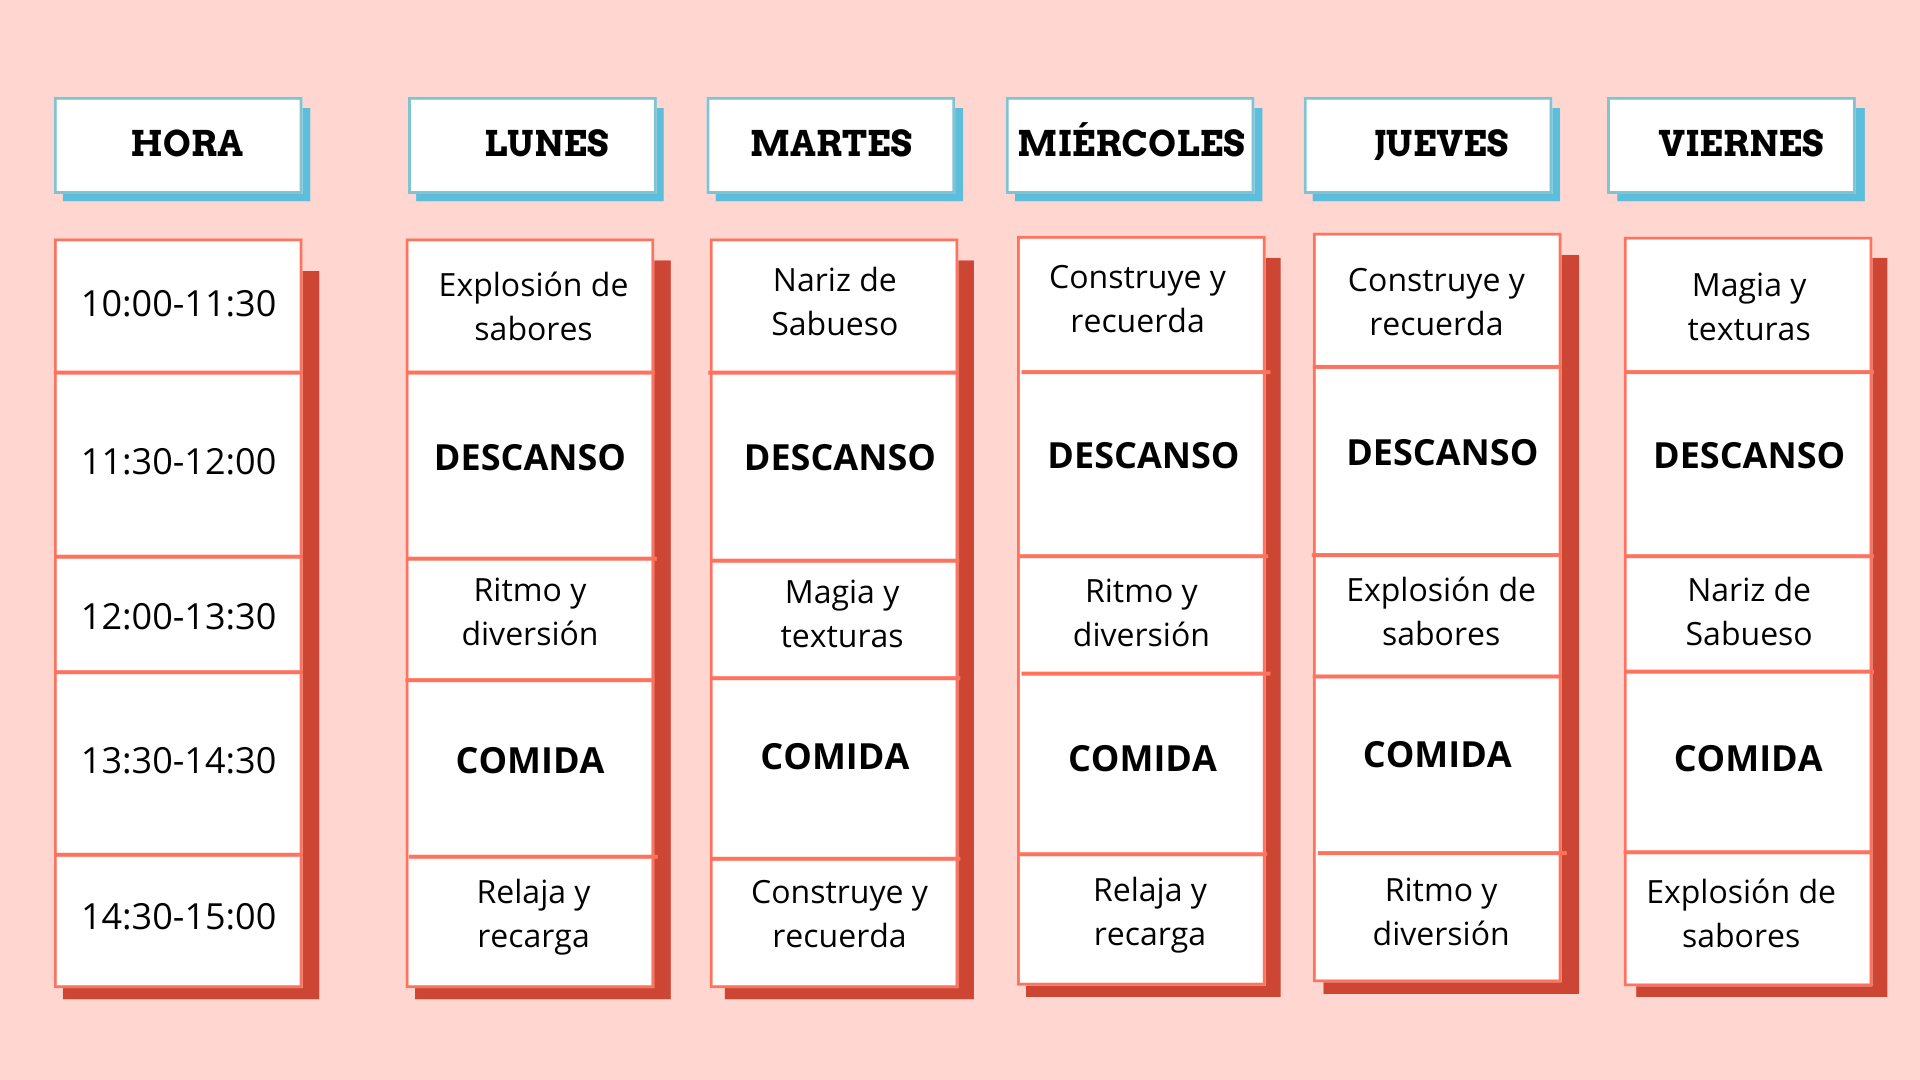 HORA
LUNES
MARTES
MIÉRCOLES
JUEVES
VIERNES
10:00-11:30
Explosión de
sabores
Nariz de
Sabueso
Construye y
recuerda
Construye y
recuerda
Magia y
texturas
11:30-12:00
DESCANSO
DESCANSO
DESCANSO
DESCANSO
DESCANSO
12:00-13:30
Ritmo y
diversión
Magia y
texturas
Ritmo y
diversión
Explosión de
sabores
Nariz de
Sabueso
13:30-14:30
COMIDA
COMIDA
COMIDA
COMIDA
COMIDA
14:30-15:00
Relaja y
recarga
Construye y
recuerda
Relaja y
recarga
Ritmo y
diversión
Explosión de
sabores